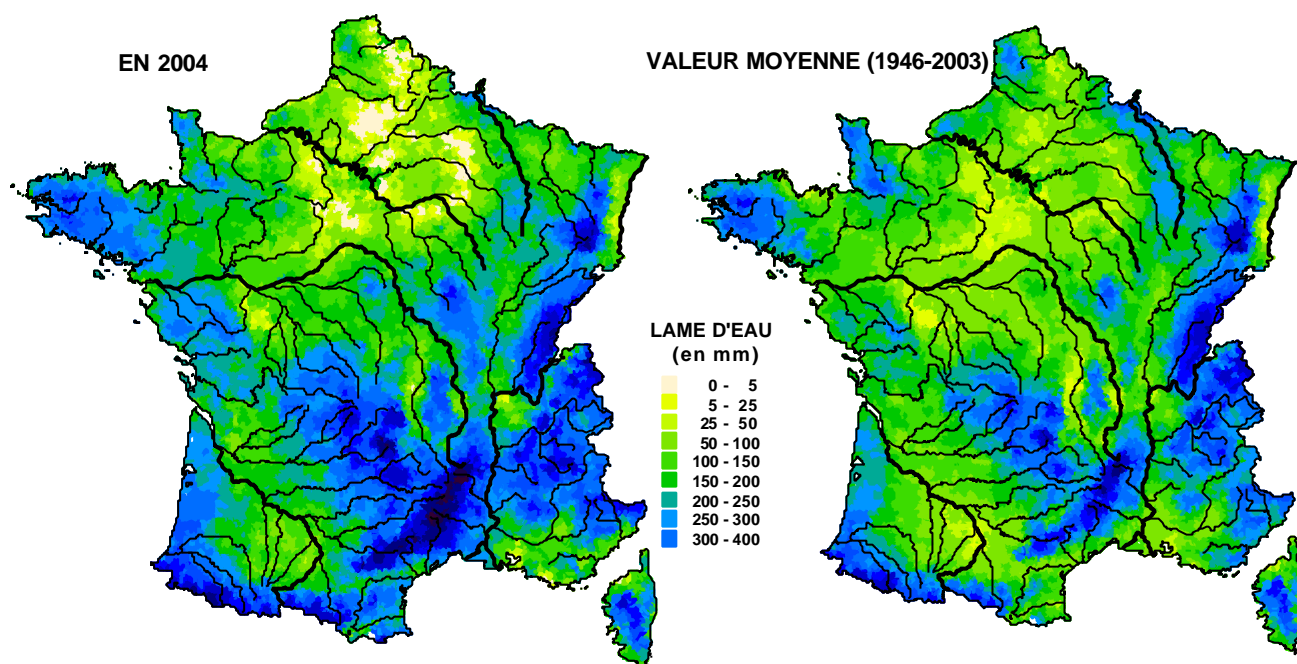 EN 2004
VALEUR MOYENNE (1946-2003)
LAME D'EAU
(en mm)
0 - 5
5 - 25
25 - 50
50 - 100
100 - 150
150 - 200
200 - 250
250 - 300
300 - 400